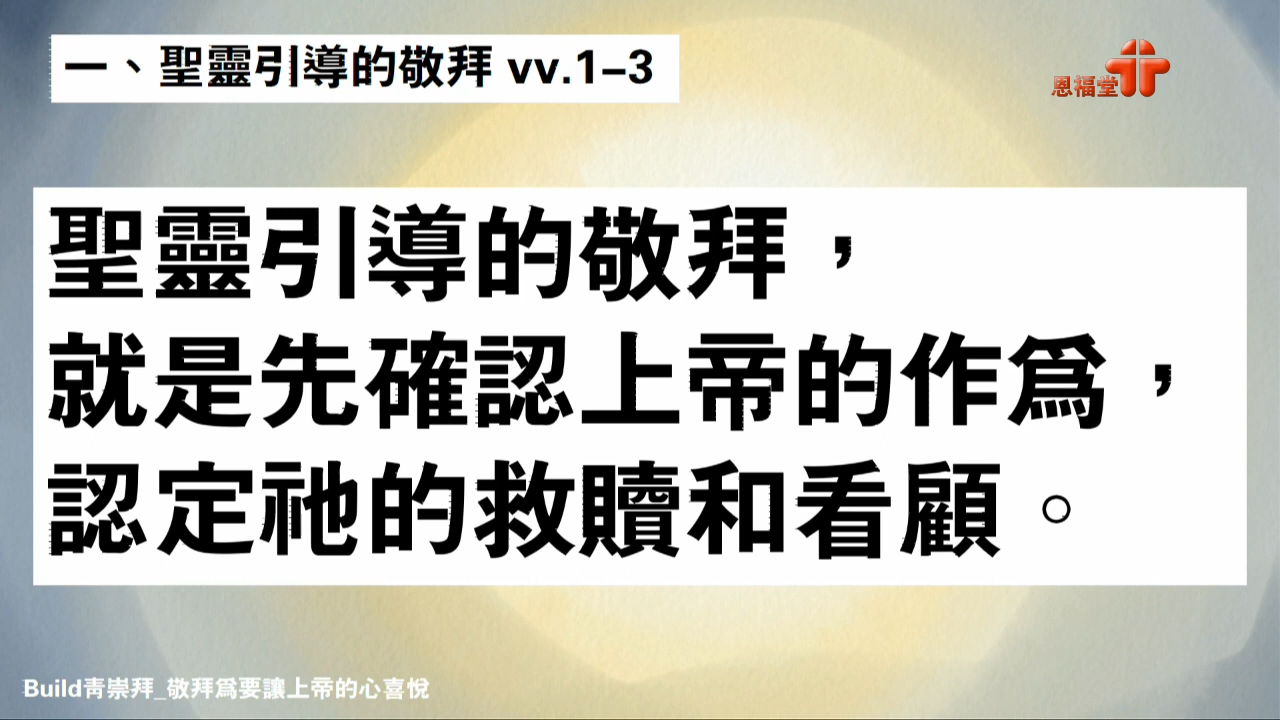 一、聖靈引導的敬拜 vv.1–3
恩福堂
聖靈引導的敬拜，
就是先確認上帝的作爲，
認定祂的救贖和看顧。
Build青崇拜_敬拜爲要讓上帝的心喜悅